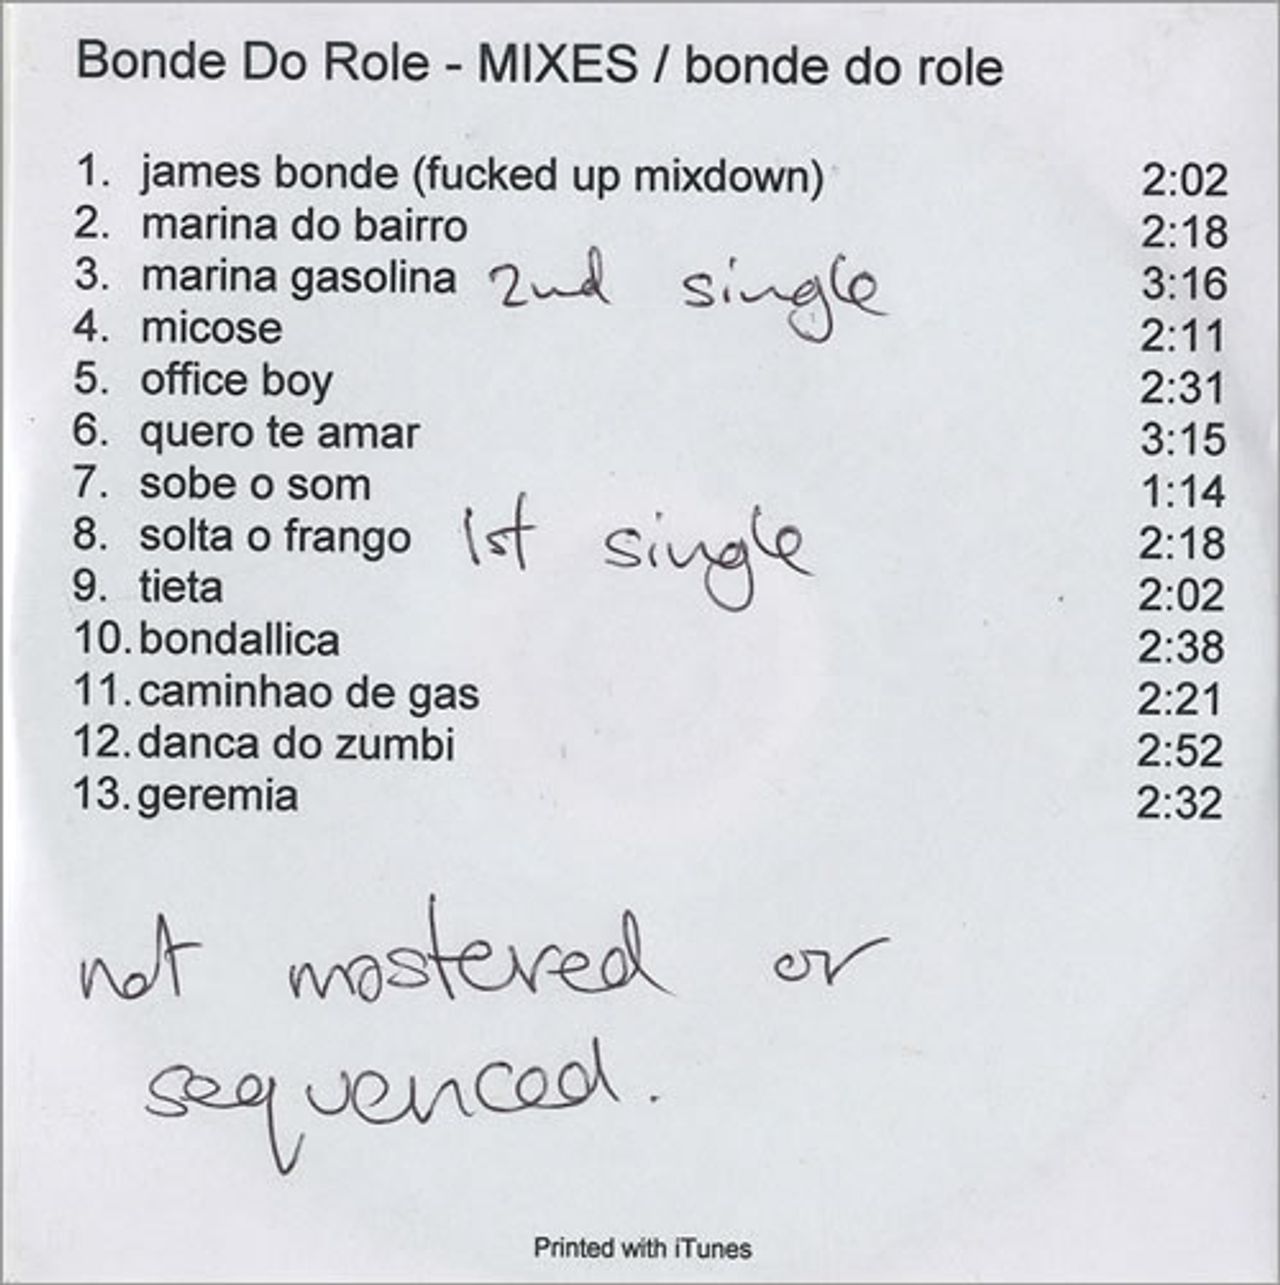 Bonde Do Role - MIXES / bonde do role
1. james bonde (fucked up mixdown) 2:02
2. marina do bairro 2:18
3. marina gasolina 2nd single 3:16
4. micose 2:11
5. office boy 2:31
6. quero te amar 3:15
7. sobe o som 1:14
8. solta o frango 1st single 2:18
9. tieta 2:02
10. bondallica 2:38
11. caminhao de gas 2:21
12. danca do zumbi 2:52
13. geremia 2:32
not mastered or
sequenced.
Printed with iTunes